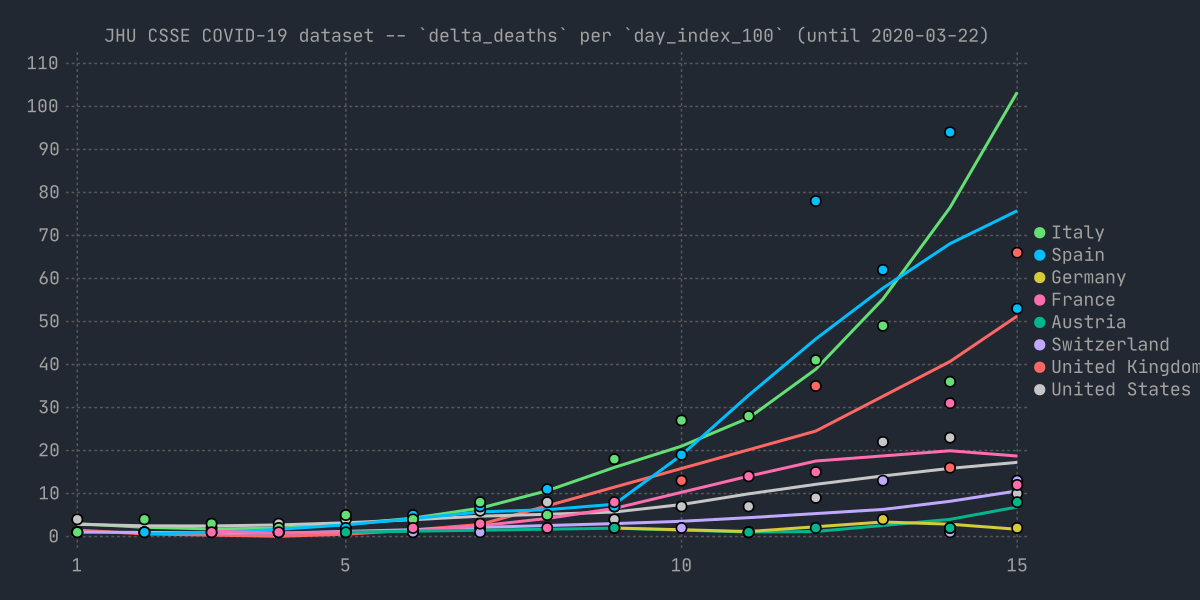 JHU CSSE COVID-19 dataset -- `delta_deaths` per `day_index_100` (until 2020-03-22)
110
100
90
80
70
60
50
40
30
20
10
0
1 5 10 15
Italy
Spain
Germany
France
Austria
Switzerland
United Kingdom
United States